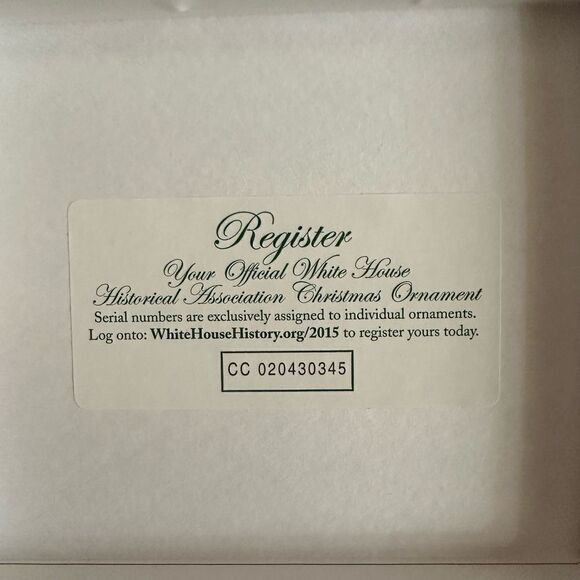 Register
Your Official White House
Historical Association Christmas Ornament
Serial numbers are exclusively assigned to individual ornaments.
Log onto: WhiteHouseHistory.org/2015 to register yours today.
CC 020430345